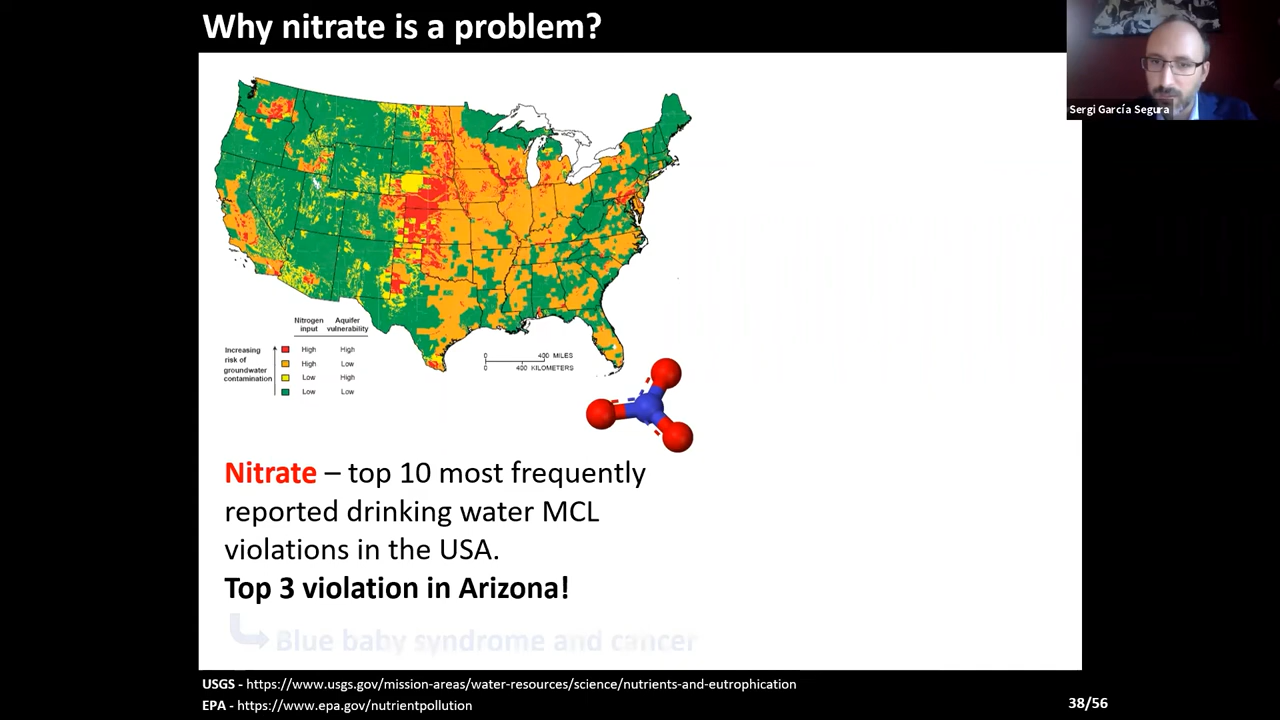 Why nitrate is a problem?
Sergi García Segura
Nitrogen input
Aquifer vulnerability
Increasing risk of groundwater contamination
High High
High Low
Low High
Low Low
0 400 MILES
0 400 KILOMETERS
Nitrate – top 10 most frequently
reported drinking water MCL
violations in the USA.
Top 3 violation in Arizona!
Blue baby syndrome and cancer
USGS - https://www.usgs.gov/mission-areas/water-resources/science/nutrients-and-eutrophication
EPA - https://www.epa.gov/nutrientpollution
38/56